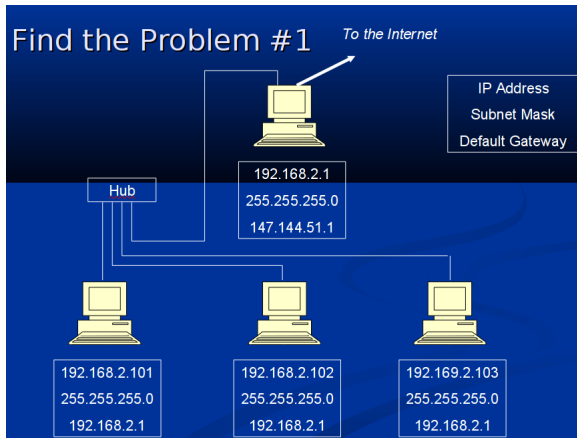 Find the Problem #1
To the Internet
IP Address
Subnet Mask
Default Gateway
192.168.2.1
255.255.255.0
147.144.51.1
Hub
192.168.2.101
255.255.255.0
192.168.2.1
192.168.2.102
255.255.255.0
192.168.2.1
192.169.2.103
255.255.255.0
192.168.2.1